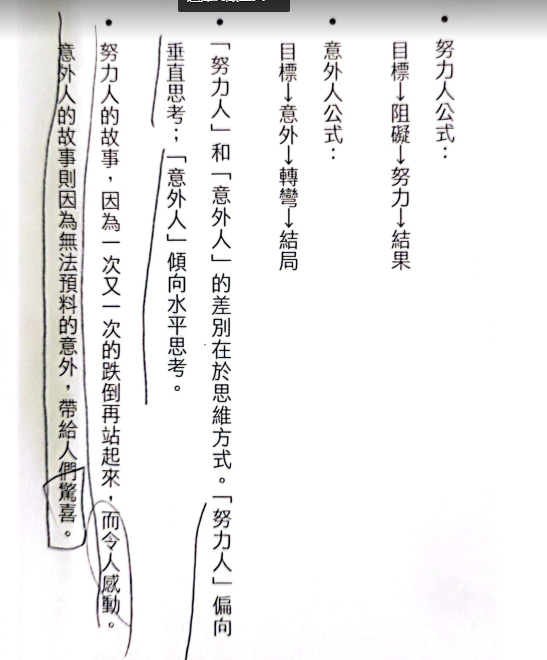 • 努力人公式：
目標→阻礙→努力→結果
• 意外人公式：
目標→意外→轉彎→結局
• 「努力人」和「意外人」的差別在於思維方式。「努力人」偏向
垂直思考；「意外人」傾向水平思考。
• 努力人的故事，因為一次又一次的跌倒再站起來，而令人感動。
意外人的故事則因為無法預料的意外，帶給人們驚喜。